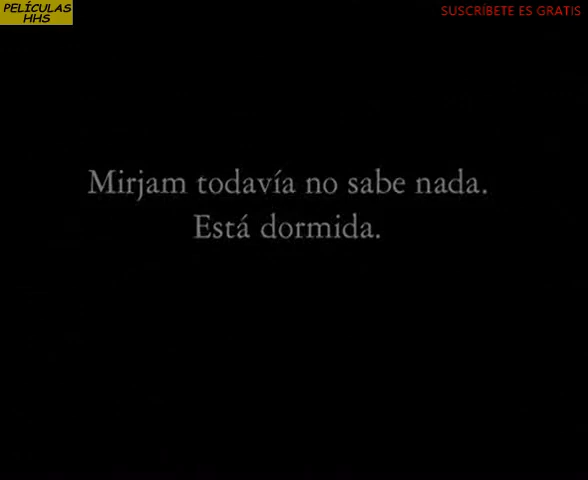 PELÍCULAS
HHS
SUSCRÍBETE ES GRATIS
Mirjam todavía no sabe nada.
Está dormida.